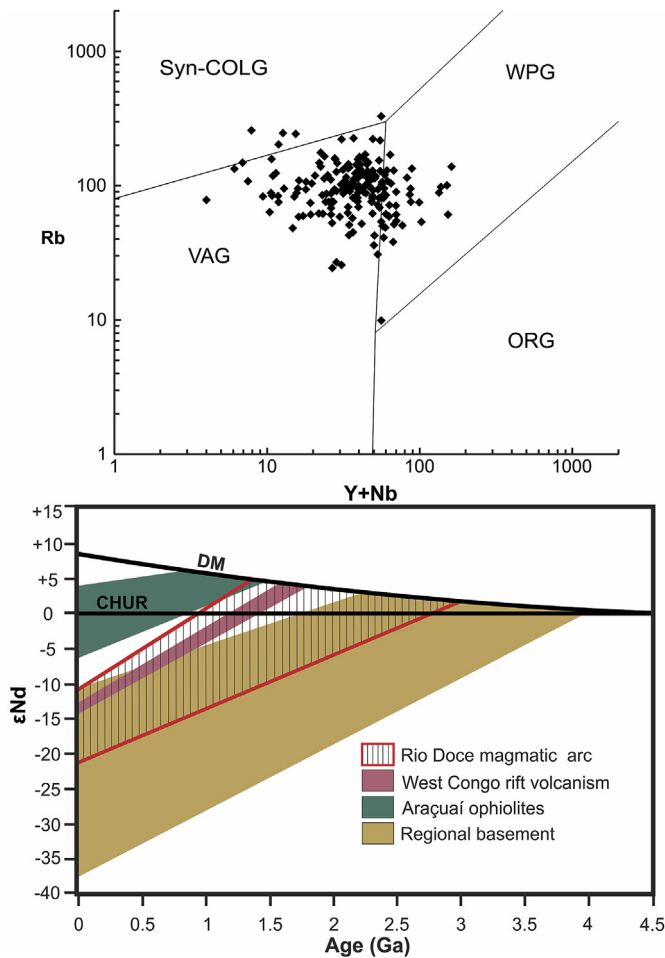 1000
Syn-COLG
WPG
100
Rb
VAG
10
ORG
1
1
10
100
1000
Y+Nb
+15
+10
DM
+5
CHUR
0
-5
-10
εNd
-15
-20
Rio Doce magmatic arc
-25
West Congo rift volcanism
Araçuaí ophiolites
-30
Regional basement
-35
-40
0
0.5
1
1.5
2
2.5
3
3.5
4
4.5
Age (Ga)